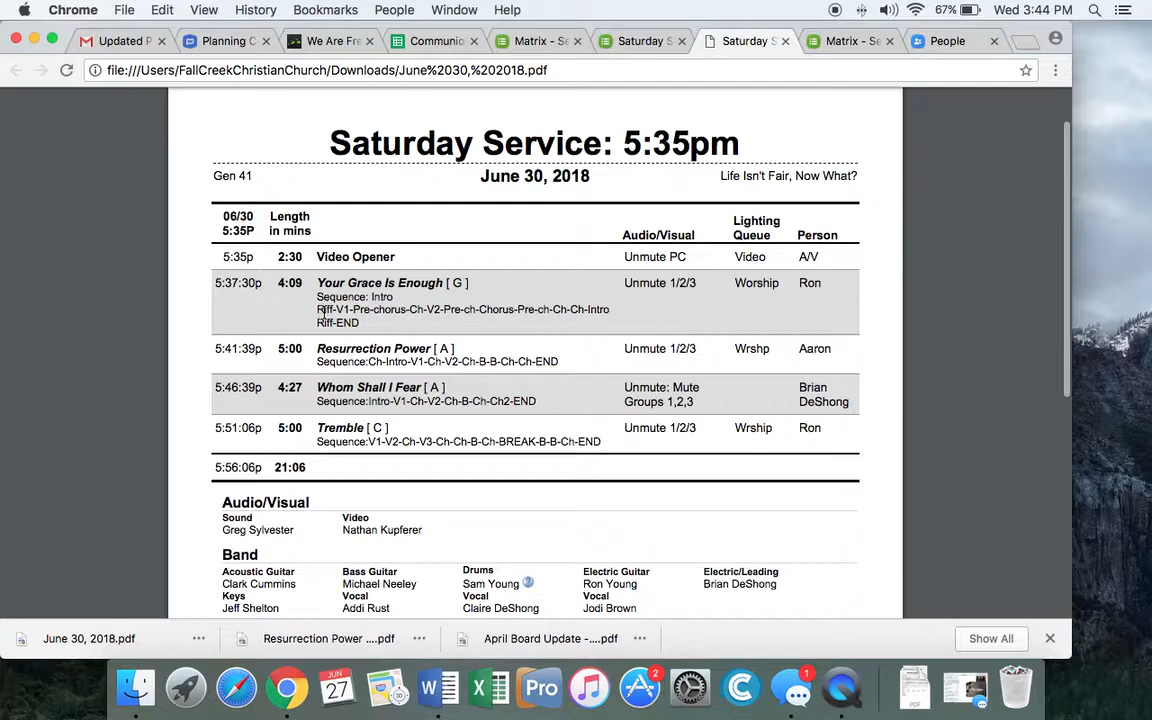 Chrome File Edit View History Bookmarks People Window Help 67% Wed 3:44 PM
Updated P Planning C We Are Fre Communio Matrix - Se Saturday S Saturday S Matrix - Se People
file:///Users/FallCreekChristianChurch/Downloads/June%2030,%202018.pdf
Saturday Service: 5:35pm
Gen 41 June 30, 2018 Life Isn't Fair, Now What?
06/30 Length Lighting
5:35P in mins Audio/Visual Queue Person
5:35p 2:30 Video Opener Unmute PC Video A/V
5:37:30p 4:09 Your Grace Is Enough [ G ] Unmute 1/2/3 Worship Ron
Sequence: Intro
Riff-V1-Pre-chorus-Ch-V2-Pre-ch-Chorus-Pre-ch-Ch-Ch-Intro
Riff-END
5:41:39p 5:00 Resurrection Power [ A ] Unmute 1/2/3 Wrshp Aaron
Sequence:Ch-Intro-V1-Ch-V2-Ch-B-B-Ch-Ch-END
5:46:39p 4:27 Whom Shall I Fear [ A ] Unmute: Mute Brian
Sequence:Intro-V1-Ch-V2-Ch-B-Ch-Ch2-END Groups 1,2,3 DeShong
5:51:06p 5:00 Tremble [ C ] Unmute 1/2/3 Wrship Ron
Sequence:V1-V2-Ch-V3-Ch-Ch-B-Ch-BREAK-B-B-Ch-END
5:56:06p 21:06
Audio/Visual
Sound Video
Greg Sylvester Nathan Kupferer
Band
Acoustic Guitar Bass Guitar Drums Electric Guitar Electric/Leading
Clark Cummins Michael Neeley Sam Young Ron Young Brian DeShong
Keys Vocal Vocal Vocal
Jeff Shelton Addi Rust Claire DeShong Jodi Brown
June 30, 2018.pdf Resurrection Power ....pdf April Board Update -....pdf Show All
JUN 27 2 1
Pro
PDF